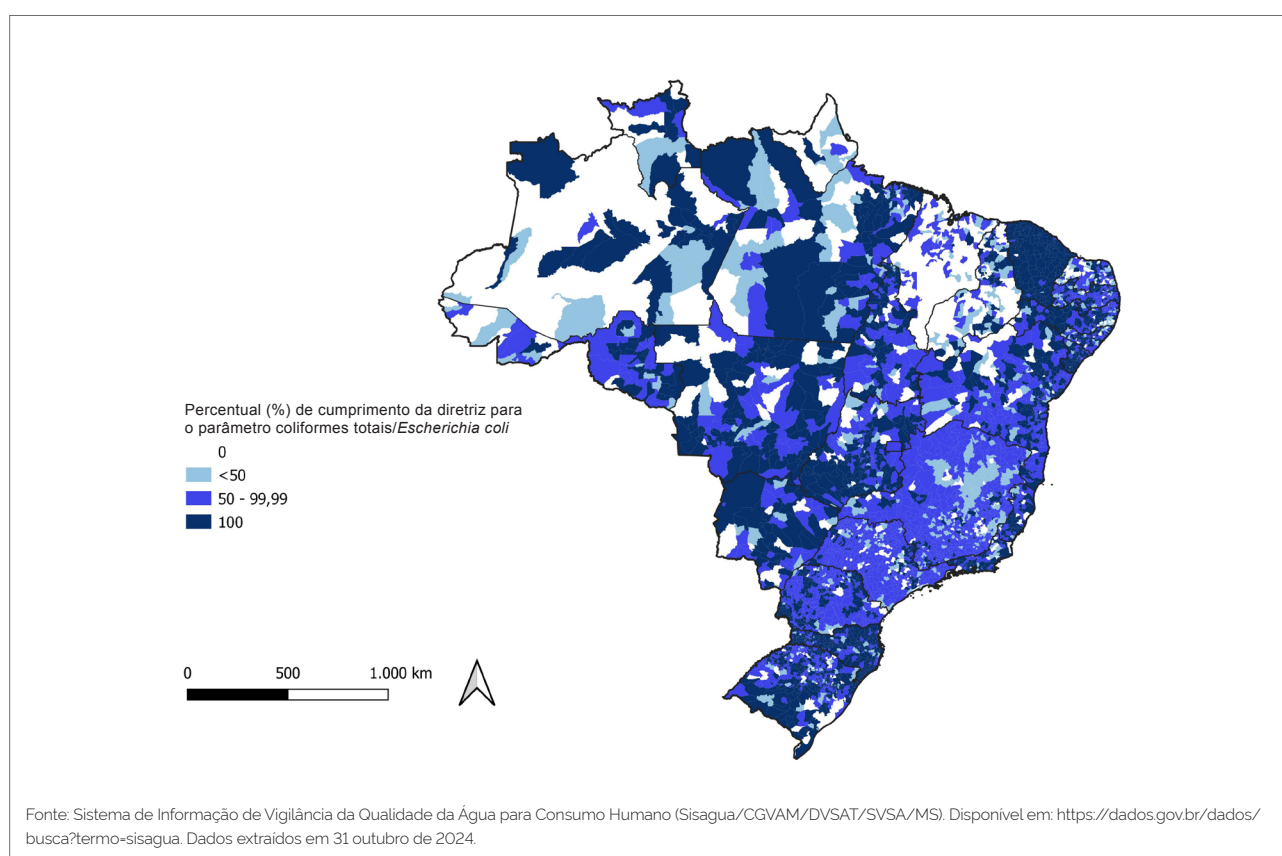 Percentual (%) de cumprimento da diretriz para
o parâmetro coliformes totais/Escherichia coli
0
<50
50 - 99,99
100
0 500 1.000 km
Fonte: Sistema de Informação de Vigilância da Qualidade da Água para Consumo Humano (Sisagua/CGVAM/DVSAT/SVSA/MS). Disponível em: https://dados.gov.br/dados/
busca?termo=sisagua. Dados extraídos em 31 outubro de 2024.